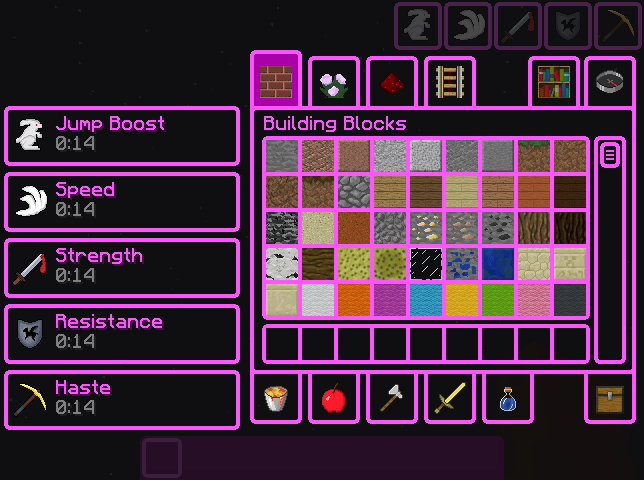 Jump Boost
0:14
Speed
0:14
Strength
0:14
Resistance
0:14
Haste
0:14
Building Blocks